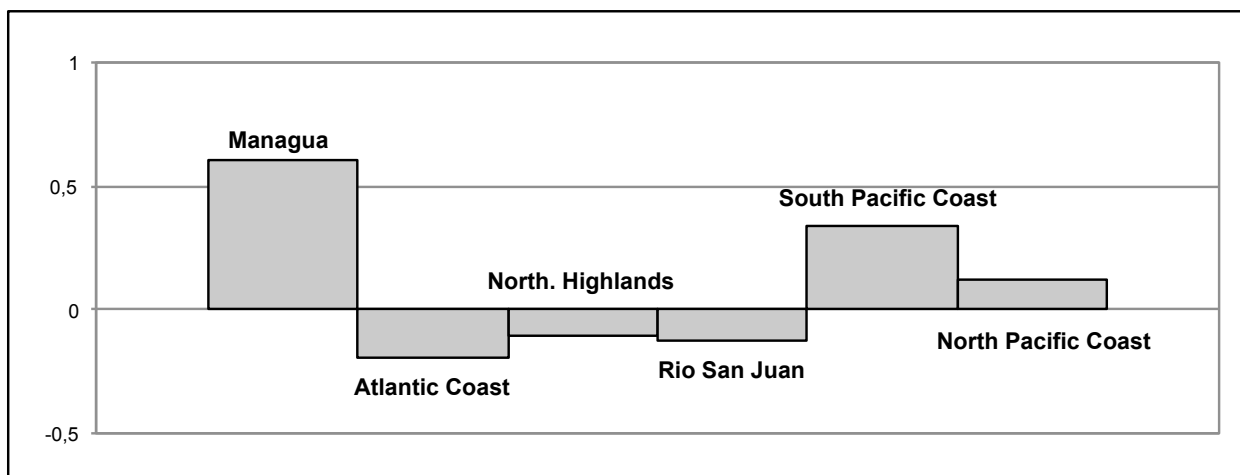 1
Managua
0,5
South Pacific Coast
North. Highlands
0
North Pacific Coast
Rio San Juan
Atlantic Coast
-0,5